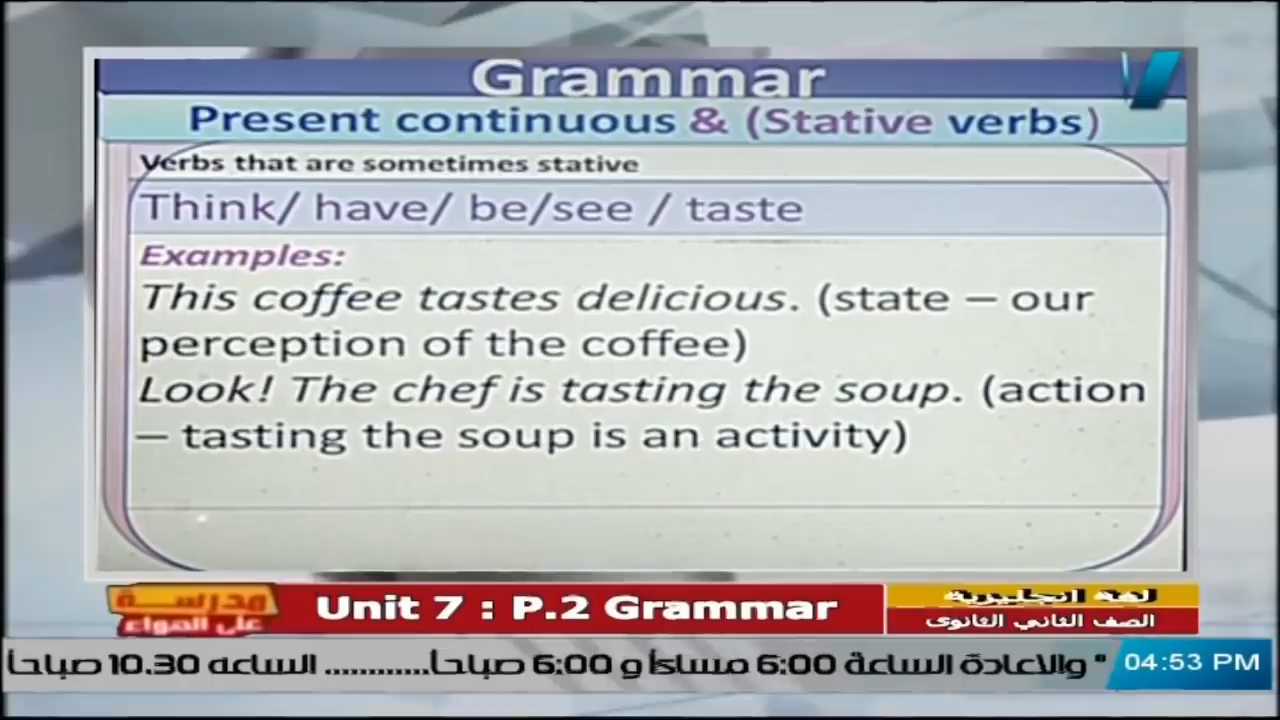 Grammar
Present continuous & (Stative verbs)
Verbs that are sometimes stative
Think/ have/ be/see / taste
Examples:
This coffee tastes delicious. (state – our
perception of the coffee)
Look! The chef is tasting the soup. (action
– tasting the soup is an activity)
مدرسة
على الهواء
Unit 7 : P.2 Grammar
لغة انجليزية
الصف الثاني الثانوى
" والاعادة الساعة 6:00 مساءاً و 6:00 صباحاً............ الساعه 10.30 صباحاً
04:53 PM